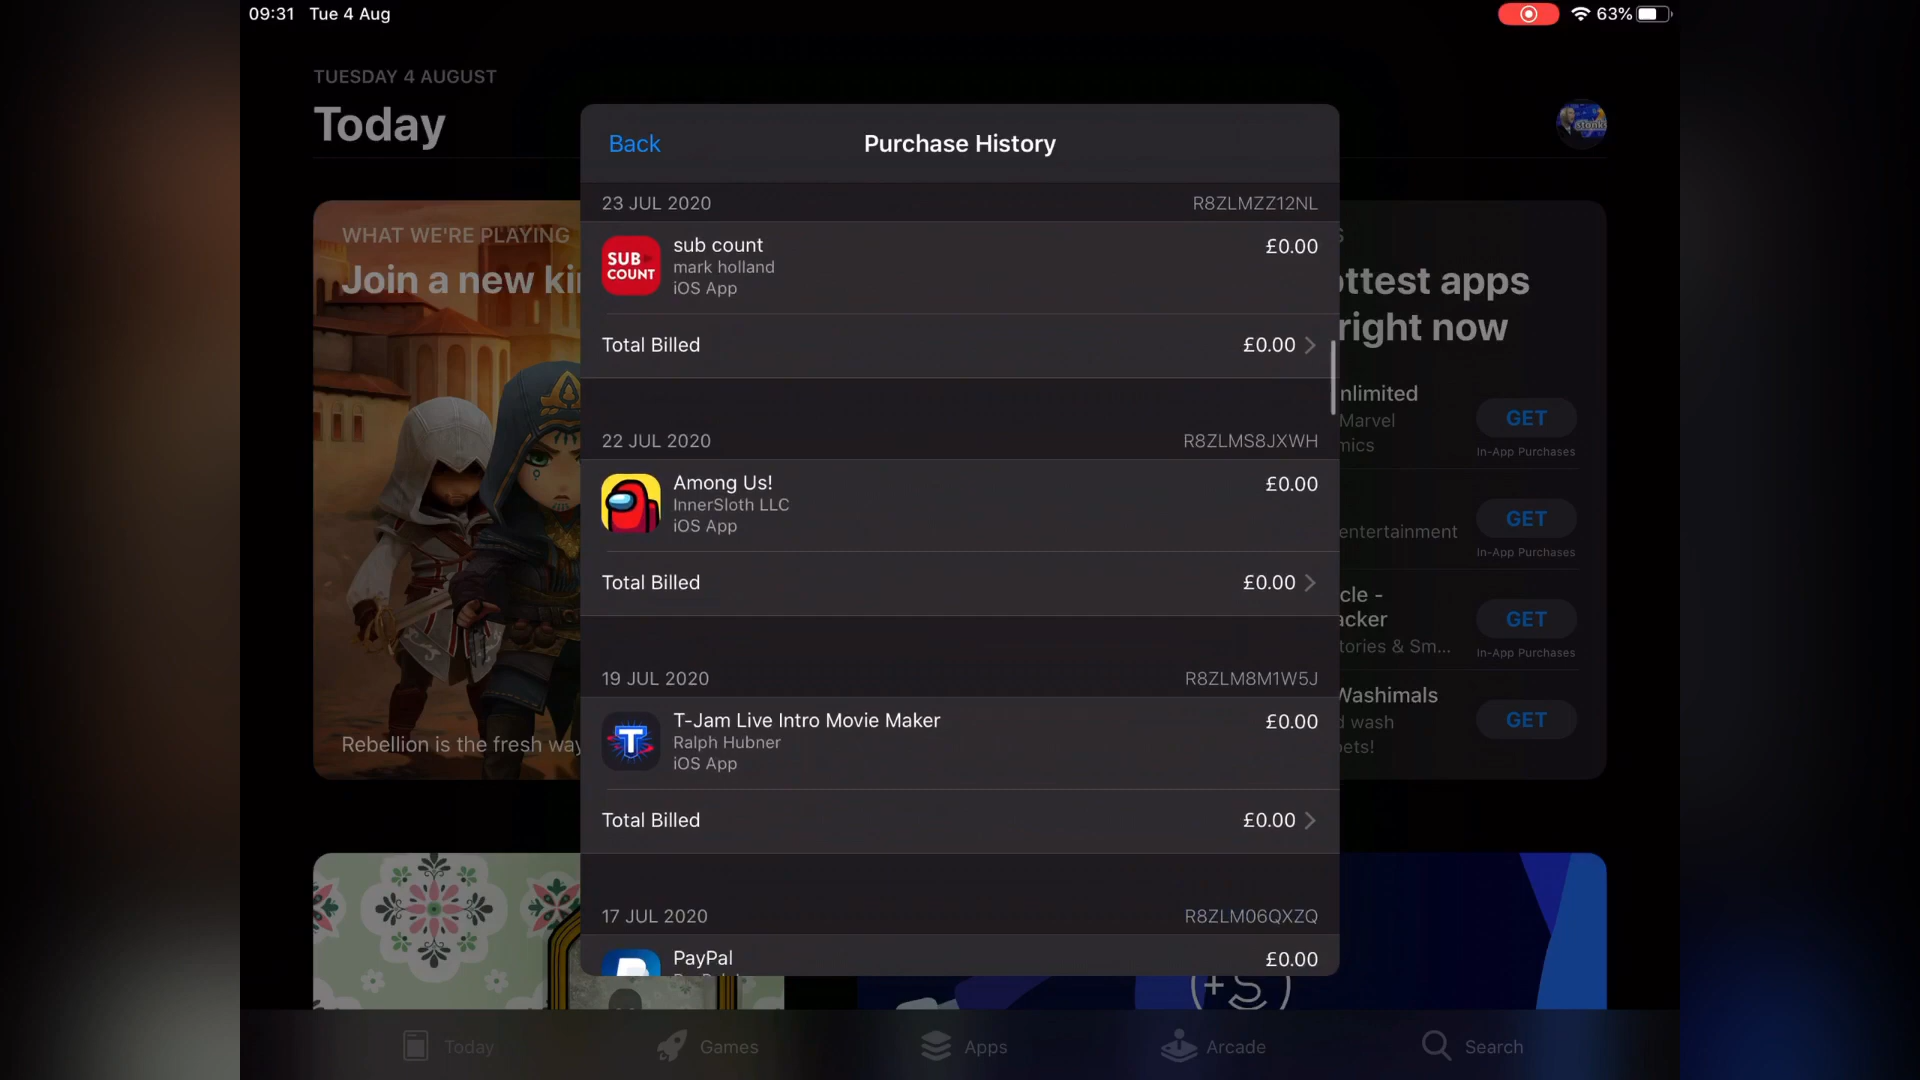 09:31 Tue 4 Aug
63%
TUESDAY 4 AUGUST
Today
Back
Purchase History
WHAT WE'RE PLAYING
Join a new
23 JUL 2020
R8ZLMZZ12NL
SUB COUNT
sub count
£0.00
mark holland
iOS App
Total Billed
£0.00
22 JUL 2020
R8ZLMS8JXWH
Among Us!
£0.00
InnerSloth LLC
iOS App
Total Billed
£0.00
19 JUL 2020
R8ZLM8M1W5J
T-Jam Live Intro Movie Maker
£0.00
Ralph Hubner
iOS App
Total Billed
£0.00
17 JUL 2020
R8ZLM06QXZQ
PayPal
£0.00
Rebellion is the fresh
ttest apps
right now
nlimited
Marvel
mics
GET
In-App Purchases
entertainment
GET
In-App Purchases
cle -
acker
tories & Sm...
GET
In-App Purchases
Washimals
wash
ets!
GET
Today
Games
Apps
Arcade
Search